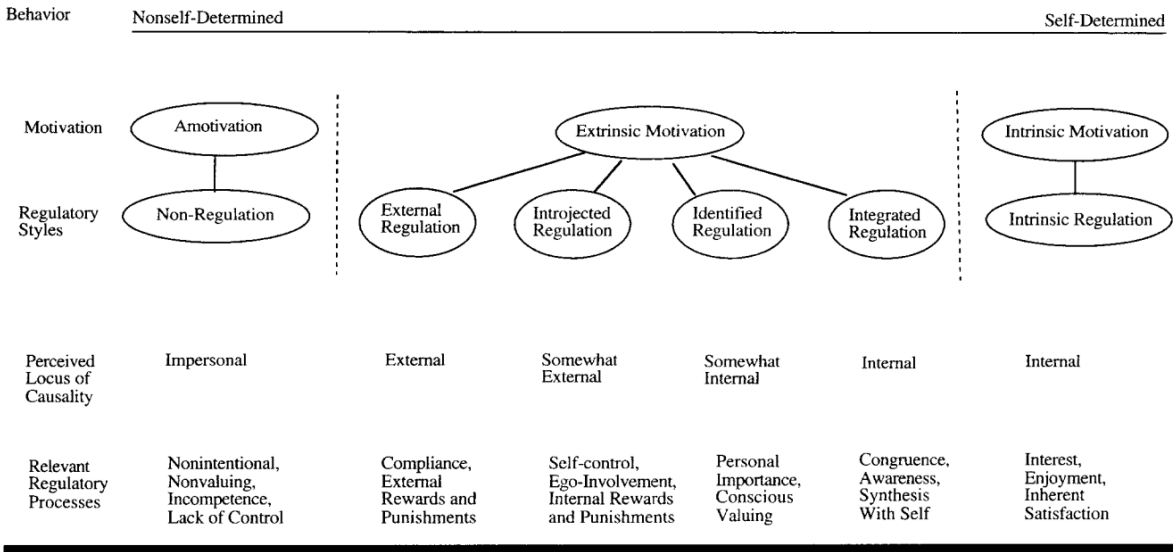 Behavior Nonself-Determined Self-Determined
Motivation Amotivation Extrinsic Motivation Intrinsic Motivation
Regulatory
Styles
Non-Regulation
External
Regulation
Introjected
Regulation
Identified
Regulation
Integrated
Regulation
Intrinsic Regulation
Perceived
Locus of
Causality
Impersonal
External
Somewhat
External
Somewhat
Internal
Internal
Internal
Relevant
Regulatory
Processes
Nonintentional,
Nonvaluing,
Incompetence,
Lack of Control
Compliance,
External
Rewards and
Punishments
Self-control,
Ego-Involvement,
Internal Rewards
and Punishments
Personal
Importance,
Conscious
Valuing
Congruence,
Awareness,
Synthesis
With Self
Interest,
Enjoyment,
Inherent
Satisfaction